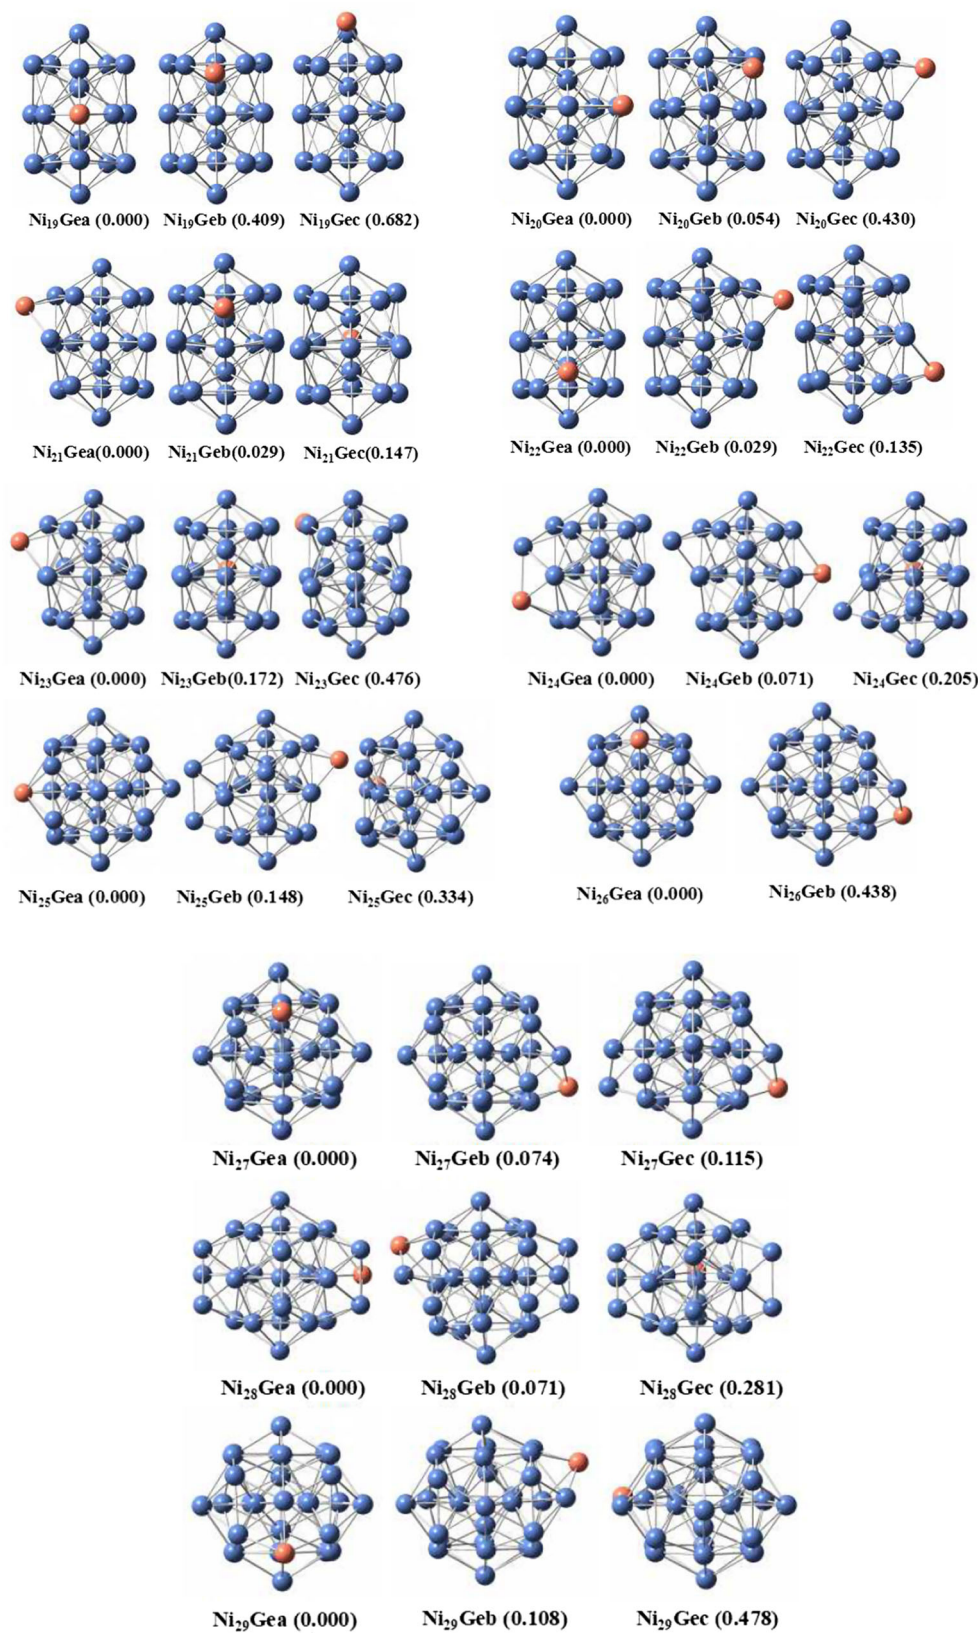 Ni₁₉Gea (0.000) Ni₁₉Geb (0.409) Ni₁₉Gec (0.682) Ni₂₀Gea (0.000) Ni₂₀Geb (0.054) Ni₂₀Gec (0.430)
Ni₂₁Gea(0.000) Ni₂₁Geb(0.029) Ni₂₁Gec(0.147) Ni₂₂Gea (0.000) Ni₂₂Geb (0.029) Ni₂₂Gec (0.135)
Ni₂₃Gea (0.000) Ni₂₃Geb(0.172) Ni₂₃Gec (0.476) Ni₂₄Gea (0.000) Ni₂₄Geb (0.071) Ni₂₄Gec (0.205)
Ni₂₅Gea (0.000) Ni₂₅Geb (0.148) Ni₂₅Gec (0.334) Ni₂₆Gea (0.000) Ni₂₆Geb (0.438)
Ni₂₇Gea (0.000) Ni₂₇Geb (0.074) Ni₂₇Gec (0.115)
Ni₂₈Gea (0.000) Ni₂₈Geb (0.071) Ni₂₈Gec (0.281)
Ni₂₉Gea (0.000) Ni₂₉Geb (0.108) Ni₂₉Gec (0.478)